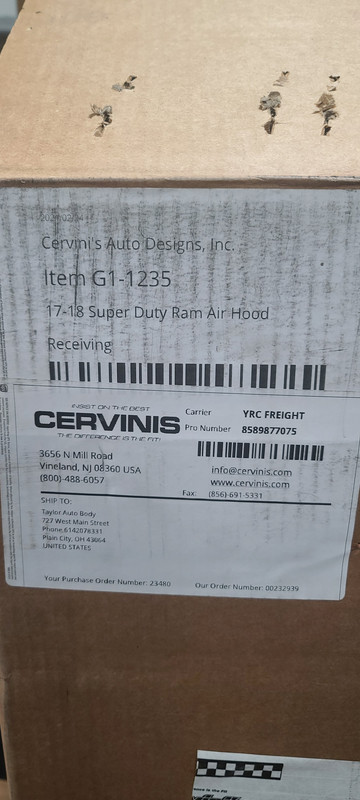 Cervini's Auto Designs, Inc.
Item G1-1235
17-18 Super Duty Ram Air Hood
Receiving
INSIST ON THE BEST
CERVINIS
THE DIFFERENCE IS THE FIT!
Carrier YRC FREIGHT
Pro Number 8589877075
3656 N Mill Road
Vineland, NJ 08360 USA
(800)-488-6057
info@cervinis.com
www.cervinis.com
Fax: (856)-691-5331
SHIP TO:
Taylor Auto Body
727 West Main Street
Phone.6142078331
Plain City, OH 43064
UNITED STATES
Your Purchase Order Number: 23480 Our Order Number: 00232939